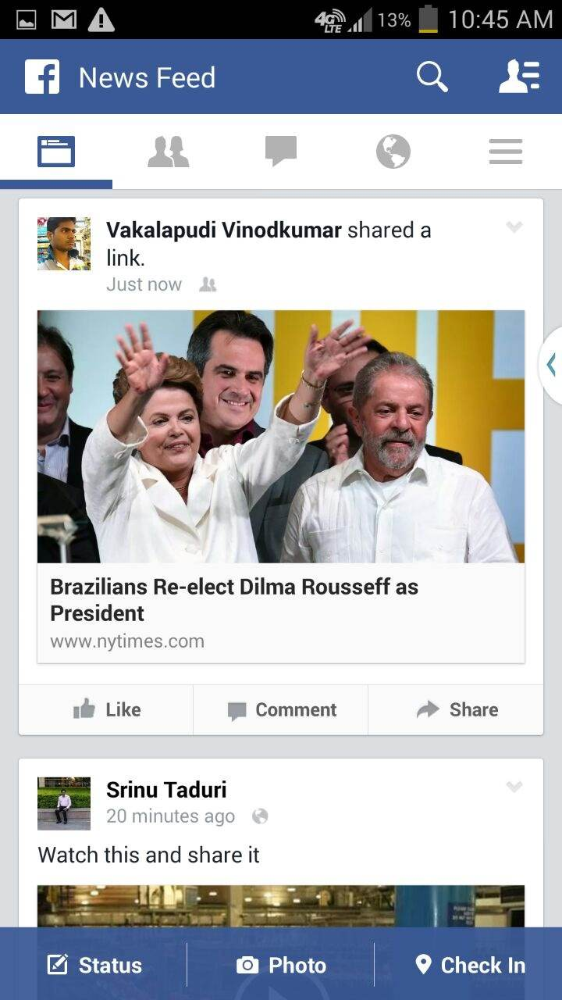 4G LTE 13% 10:45 AM
f News Feed
Vakalapudi Vinodkumar shared a
link.
Just now
Brazilians Re-elect Dilma Rousseff as
President
www.nytimes.com
Like Comment Share
Srinu Taduri
20 minutes ago
Watch this and share it
Status Photo Check In